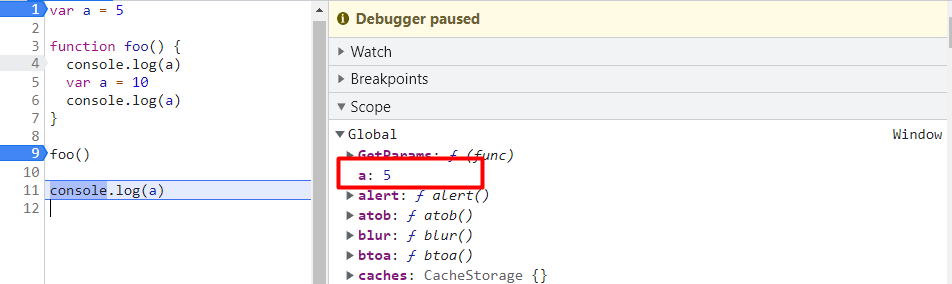 1 var a = 5
2
3 function foo() {
4   console.log(a)
5   var a = 10
6   console.log(a)
7 }
8
9 foo()
10
11 console.log(a)
12
Debugger paused
Watch
Breakpoints
Scope
Global Window
GetParams: ƒ (func)
a: 5
alert: ƒ alert()
atob: ƒ atob()
blur: ƒ blur()
btoa: ƒ btoa()
caches: CacheStorage {}